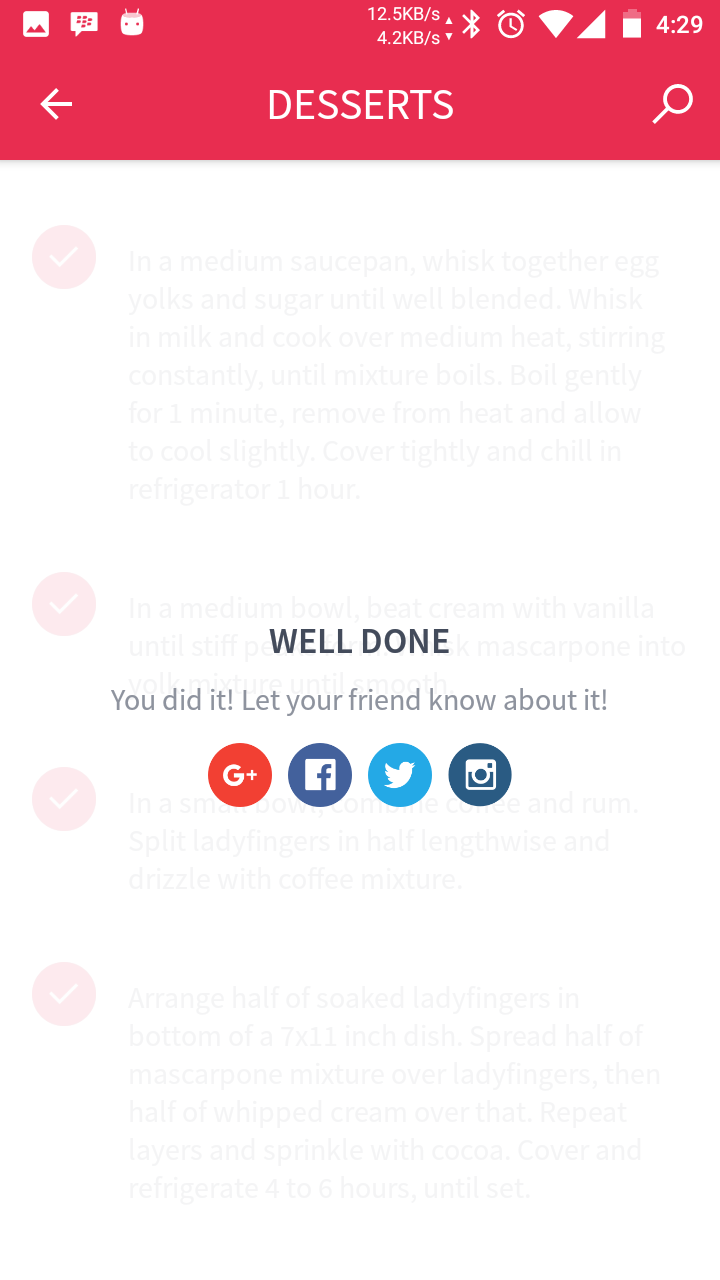 12.5KB/s
4.2KB/s
4:29
DESSERTS
In a medium saucepan, whisk together egg
yolks and sugar until well blended. Whisk
in milk and cook over medium heat, stirring
constantly, until mixture boils. Boil gently
for 1 minute, remove from heat and allow
to cool slightly. Cover tightly and chill in
refrigerator 1 hour.
In a medium bowl, beat cream with vanilla
until stiff mascarpone into
WELL DONE
yolk mixture until smooth.
You did it! Let your friend know about it!
G+
In a small bowl, combine coffee and rum.
Split ladyfingers in half lengthwise and
drizzle with coffee mixture.
Arrange half of soaked ladyfingers in
bottom of a 7x11 inch dish. Spread half of
mascarpone mixture over ladyfingers, then
half of whipped cream over that. Repeat
layers and sprinkle with cocoa. Cover and
refrigerate 4 to 6 hours, until set.